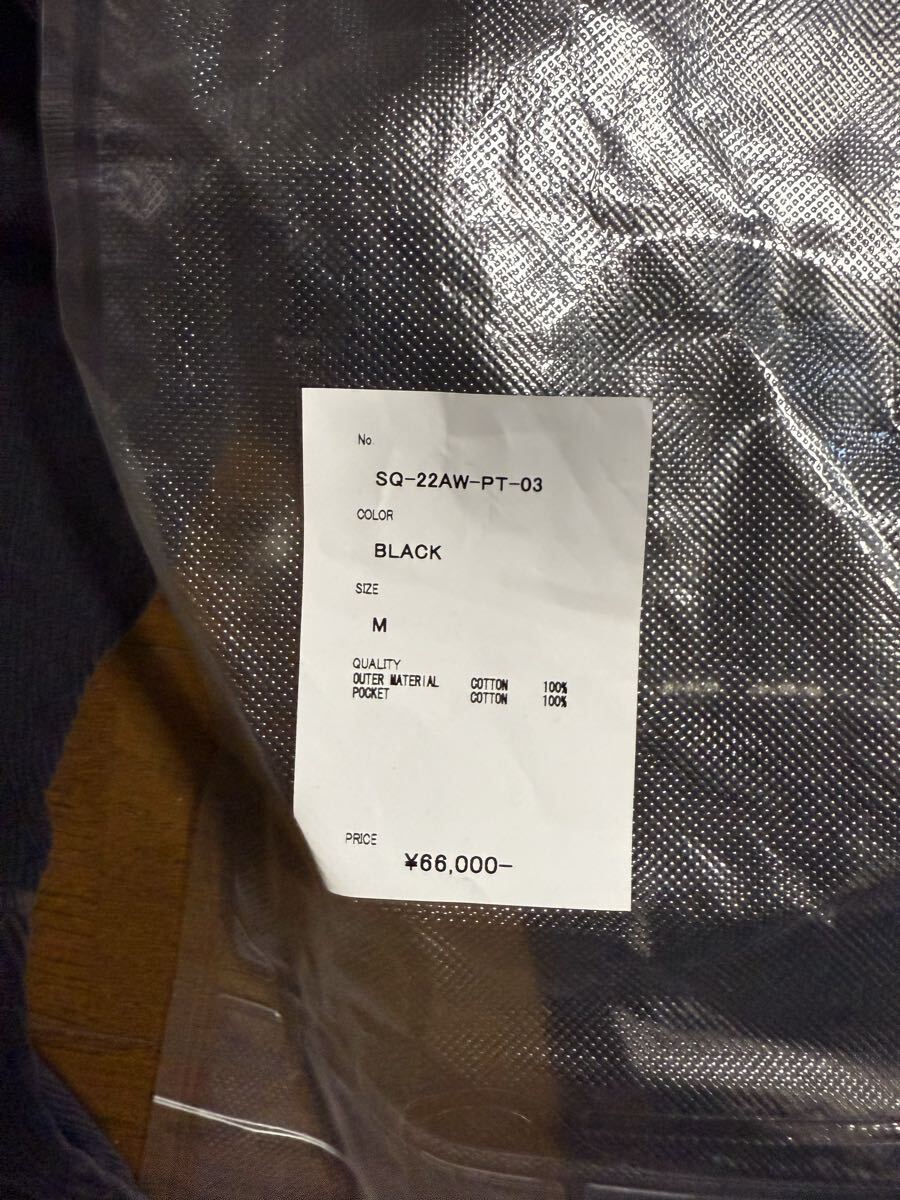 No.
SQ-22AW-PT-03
COLOR
BLACK
SIZE
M
QUALITY
OUTER MATERIAL COTTON 100%
POCKET COTTON 100%
PRICE
¥66,000-